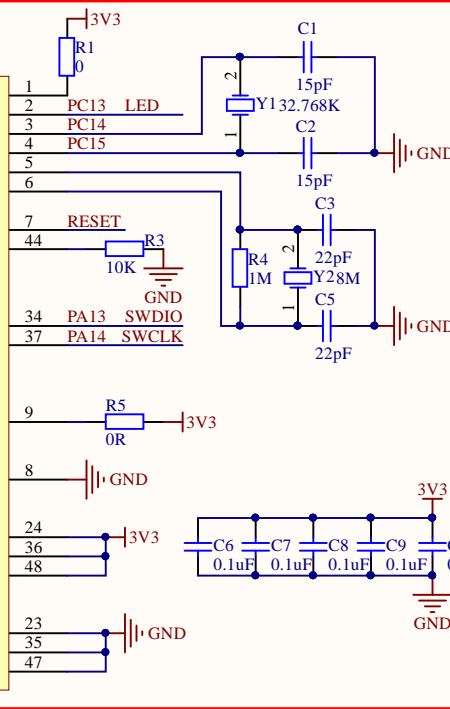 3V3
R1
0
1
2 PC13 LED
3 PC14
4 PC15
5
6
7 RESET
44 R3
10K
GND
34 PA13 SWDIO
37 PA14 SWCLK
9 R5
0R
3V3
8 GND
24
36 3V3
48
23
35 GND
47
C1
15pF
2
Y1 32.768K
1
C2
15pF
GND
C3
22pF
R4
1M
2
Y2 8M
1
C5
22pF
GND
3V3
C6 C7 C8 C9
0.1uF 0.1uF 0.1uF 0.1uF
GND